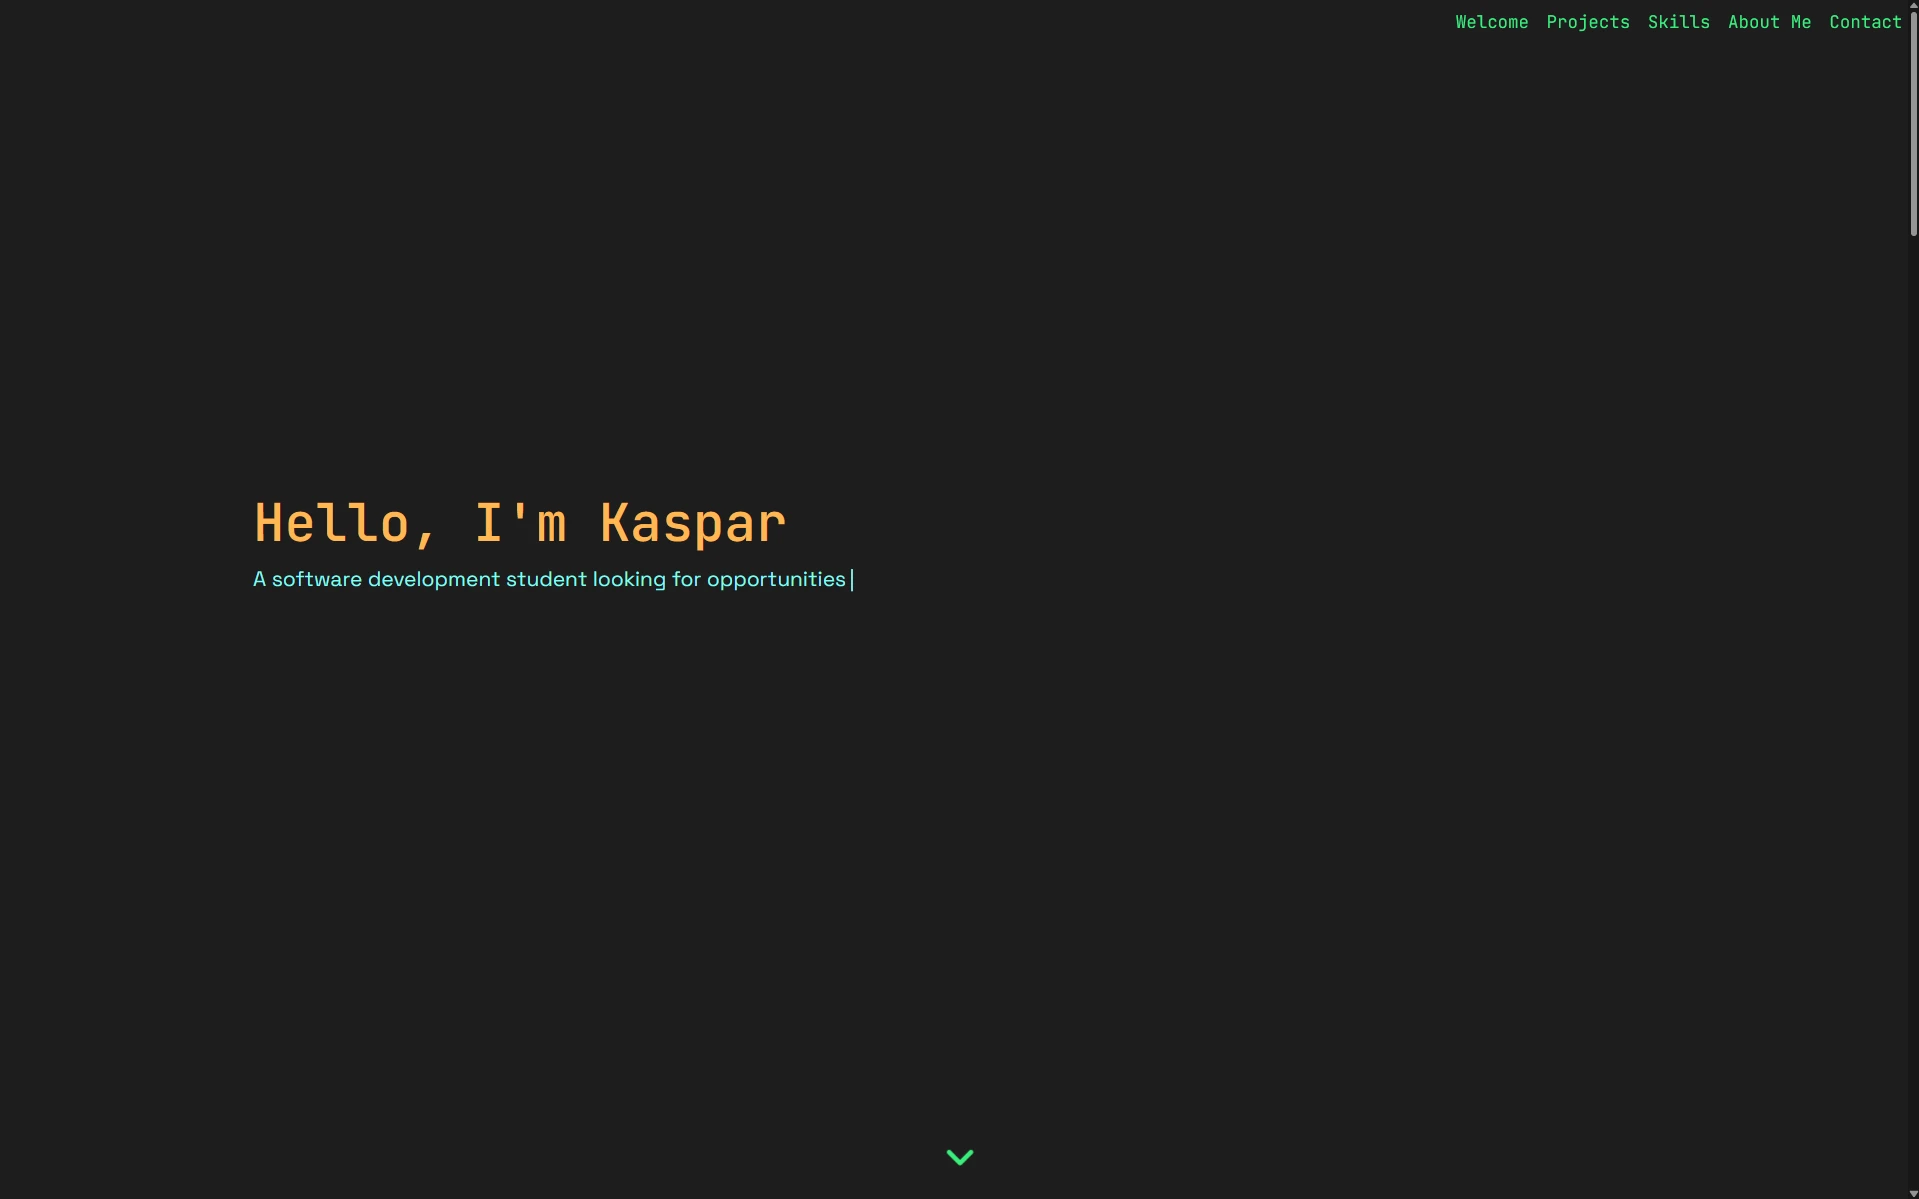 Welcome Projects Skills About Me Contact
Hello, I'm Kaspar
A software development student looking for opportunities